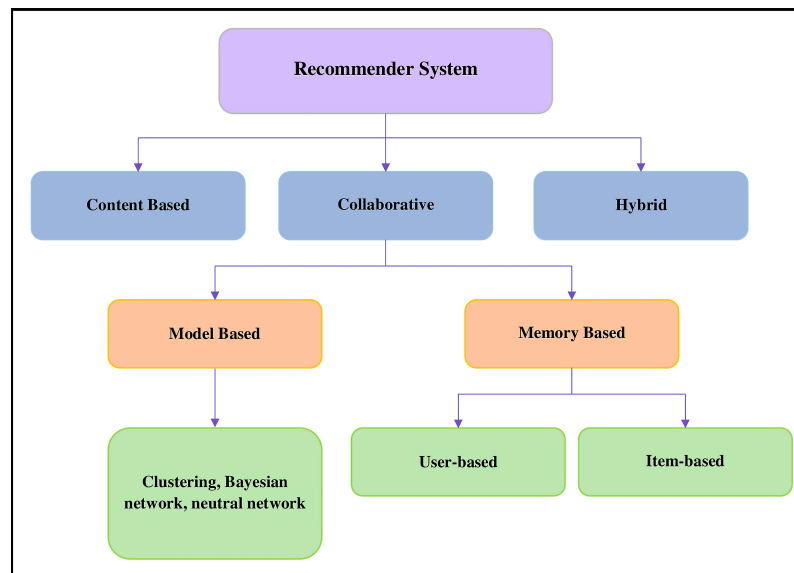 Recommender System
Content Based
Collaborative
Hybrid
Model Based
Memory Based
Clustering, Bayesian
network, neutral network
User-based
Item-based